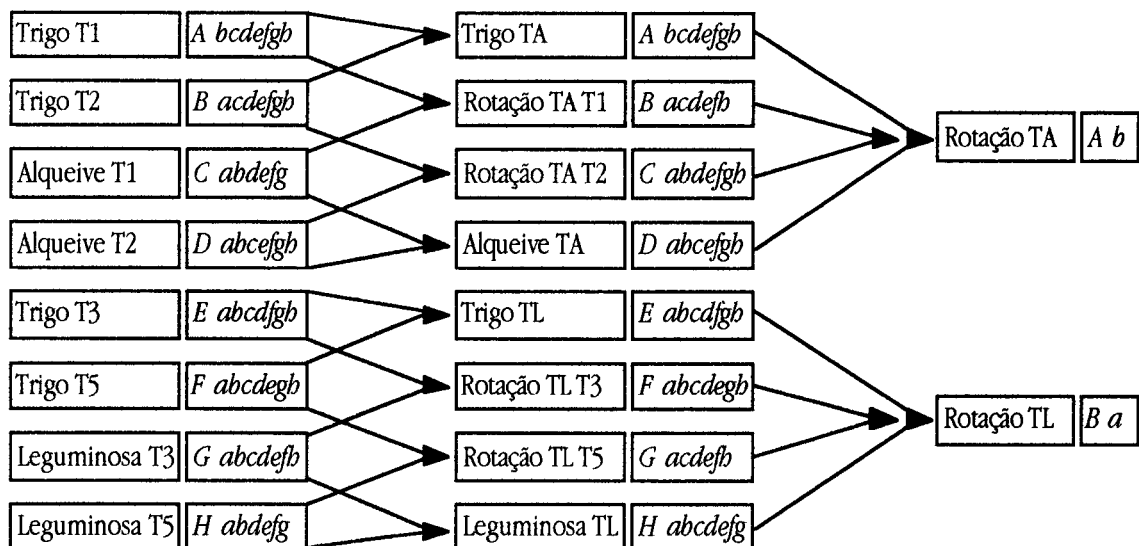 Trigo T1 A bcdefgh Trigo TA A bcdefgh
Trigo T2 B acdefgh Rotação TA T1 B acdefh
Rotação TA A b
Alqueive T1 C abdefg Rotação TA T2 C abdefgh
Alqueive T2 D abcefgh Alqueive TA D abcefgh
Trigo T3 E abcdfgh Trigo TL E abcdfgh
Trigo T5 F abcdegh Rotação TL T3 F abcdegh
Rotação TL B a
Leguminosa T3 G abcdefh Rotação TL T5 G acdefh
Leguminosa T5 H abdefg Leguminosa TL H abcdefg